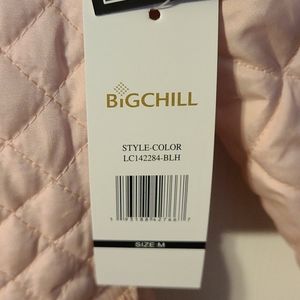 BiGCHILL
STYLE-COLOR
LC142284-BLH
SIZE M